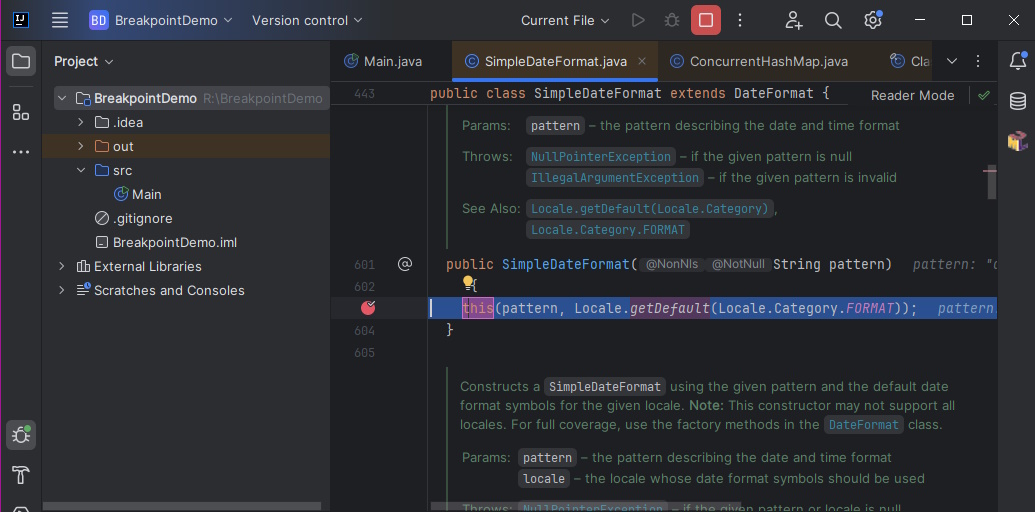 BD BreakpointDemo Version control Current File
Project
Main.java SimpleDateFormat.java ConcurrentHashMap.java Cla
BreakpointDemo R:\BreakpointDemo
.idea
out
src
Main
.gitignore
BreakpointDemo.iml
External Libraries
Scratches and Consoles
443 public class SimpleDateFormat extends DateFormat { Reader Mode
Params: pattern – the pattern describing the date and time format
Throws: NullPointerException – if the given pattern is null
IllegalArgumentException – if the given pattern is invalid
See Also: Locale.getDefault(Locale.Category),
Locale.Category.FORMAT
601 @ public SimpleDateFormat( @NonNls @NotNull String pattern) pattern: "
602 {
this(pattern, Locale.getDefault(Locale.Category.FORMAT)); pattern
604 }
605
Constructs a SimpleDateFormat using the given pattern and the default date
format symbols for the given locale. Note: This constructor may not support all
locales. For full coverage, use the factory methods in the DateFormat class.
Params: pattern – the pattern describing the date and time format
locale – the locale whose date format symbols should be used
Throws: NullPointerException – if the given pattern or locale is null